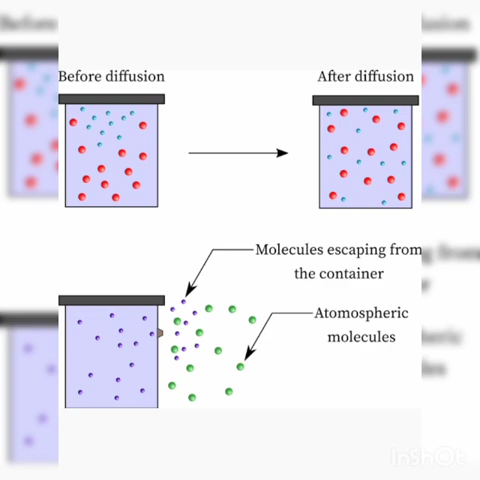 Before diffusion
After diffusion
Molecules escaping from
the container
Atomospheric
molecules
InShOt